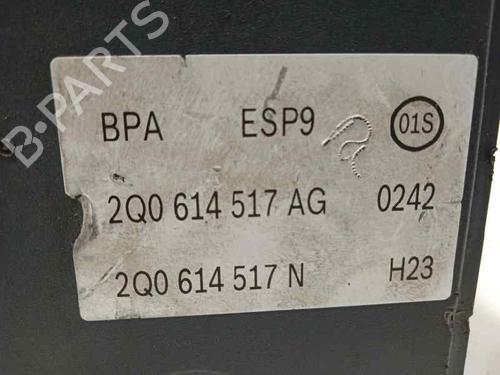 BPA ESP9 01S
2Q0 614 517 AG 0242
2Q0 614 517 N H23
B-PARTS